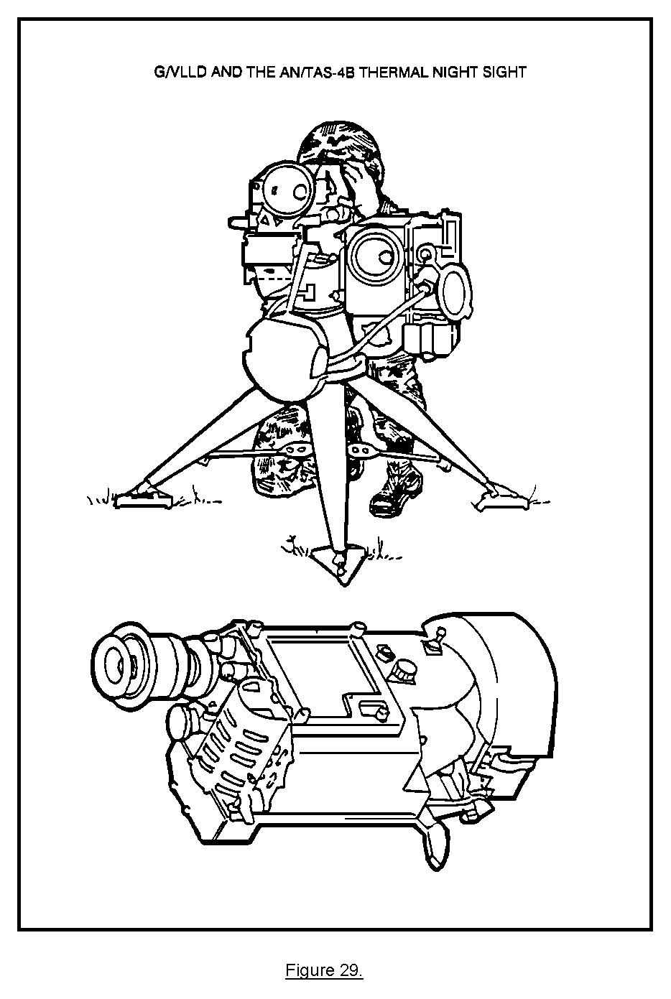 G/VLLD AND THE AN/TAS-4B THERMAL NIGHT SIGHT
Figure 29.